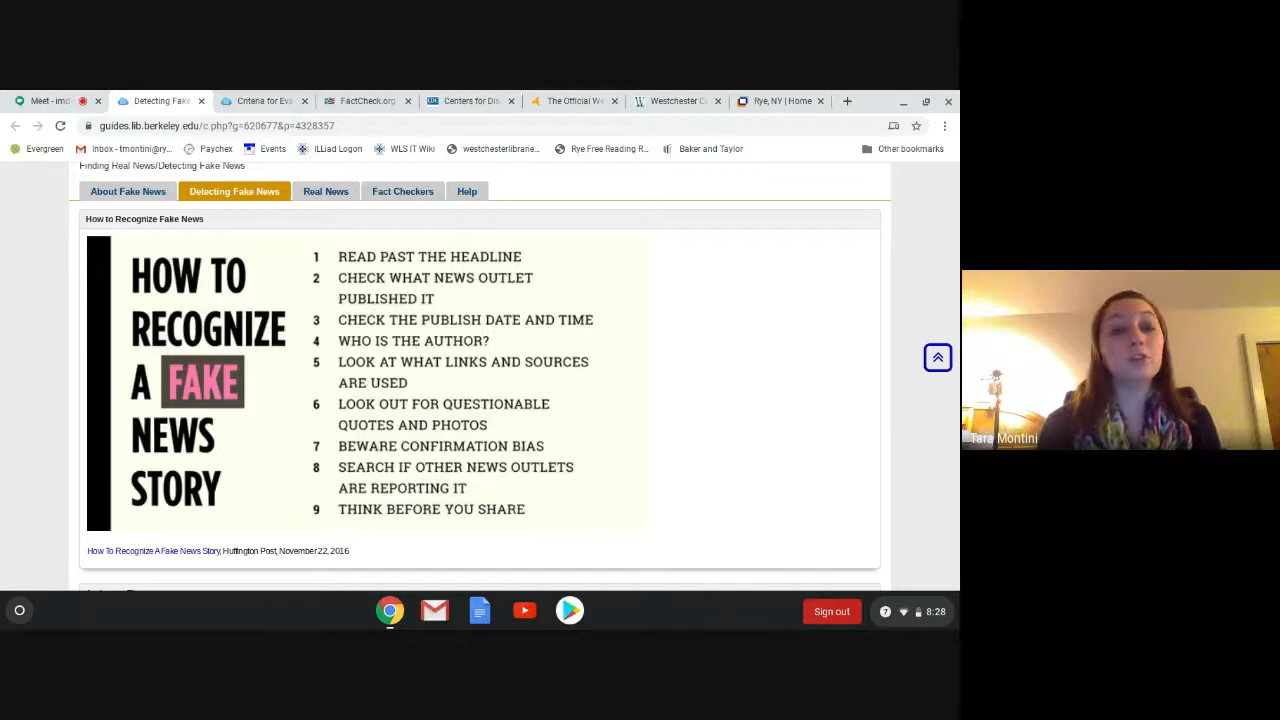 Meet - imd
Detecting Fake
Criteria for Eva
FactCheck.org
Centers for Dis
The Official We
Westchester Co
Rye, NY | Home
guides.lib.berkeley.edu/c.php?g=620677&p=4328357
Evergreen
Inbox - tmontini@ry...
Paychex
Events
ILLiad Logon
WLS IT Wiki
westchesterlibrarie...
Rye Free Reading R...
Baker and Taylor
Other bookmarks
Finding Real News/Detecting Fake News
About Fake News
Detecting Fake News
Real News
Fact Checkers
Help
How to Recognize Fake News
HOW TO
RECOGNIZE
A FAKE
NEWS
STORY
1 READ PAST THE HEADLINE
2 CHECK WHAT NEWS OUTLET
PUBLISHED IT
3 CHECK THE PUBLISH DATE AND TIME
4 WHO IS THE AUTHOR?
5 LOOK AT WHAT LINKS AND SOURCES
ARE USED
6 LOOK OUT FOR QUESTIONABLE
QUOTES AND PHOTOS
7 BEWARE CONFIRMATION BIAS
8 SEARCH IF OTHER NEWS OUTLETS
ARE REPORTING IT
9 THINK BEFORE YOU SHARE
How To Recognize A Fake News Story, Huffington Post, November 22, 2016
Tara Montini
Sign out
7
8:28